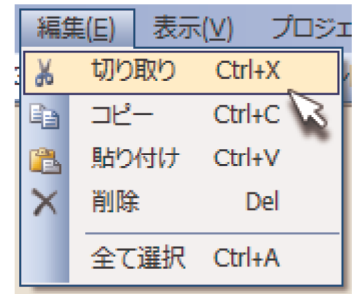 編集(E) 表示(V) プロジェ
切り取り Ctrl+X
コピー Ctrl+C
貼り付け Ctrl+V
削除 Del
全て選択 Ctrl+A